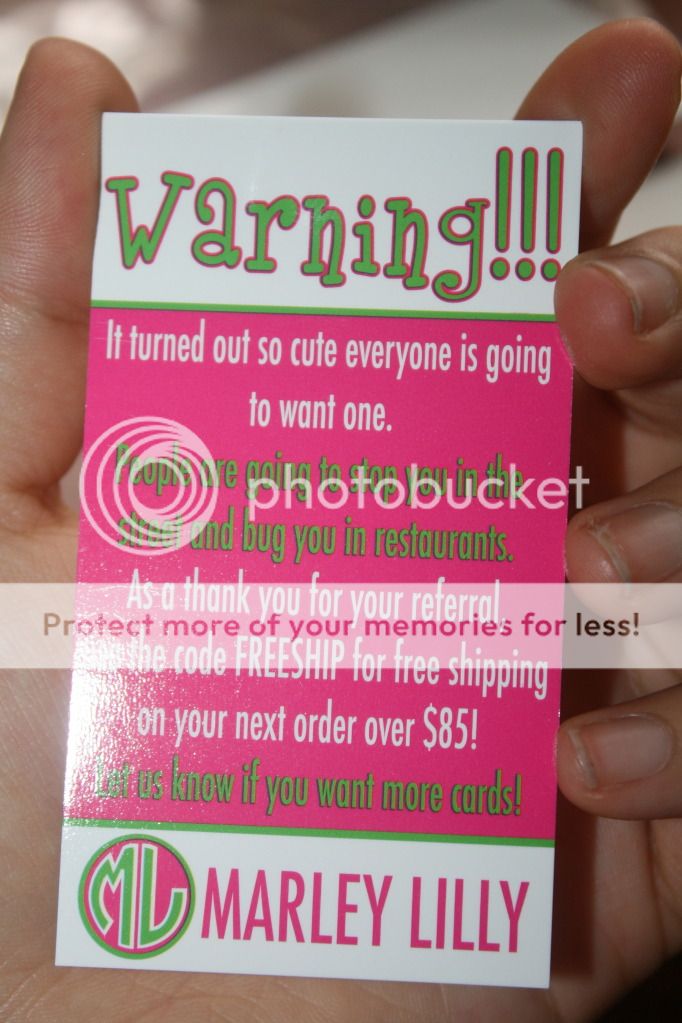 Warning!!!
It turned out so cute everyone is going
to want one.
People are going to stop you in the
photobucket
street and bug you in restaurants.
As a thank you for your referral,
Protect more of your memories for less!
the code FREESHIP for free shipping
on your next order over $85!
Let us know if you want more cards!
ML MARLEY LILLY